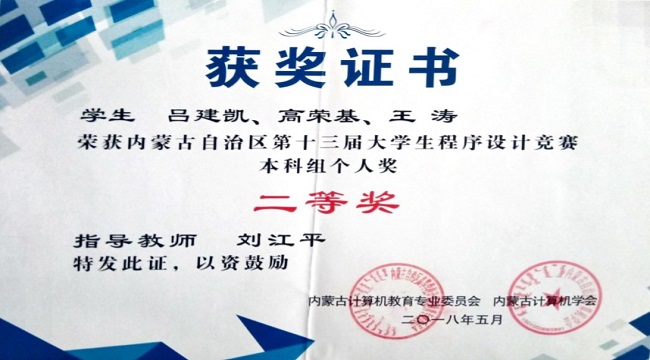 获奖证书
学生 吕建凯、高荣基、王 涛
荣获内蒙古自治区第十三届大学生程序设计竞赛
本科组个人奖
二等奖
指导教师 刘江平
特发此证，以资鼓励
内蒙古计算机教育专业委员会 内蒙古计算机学会
二〇一八年五月